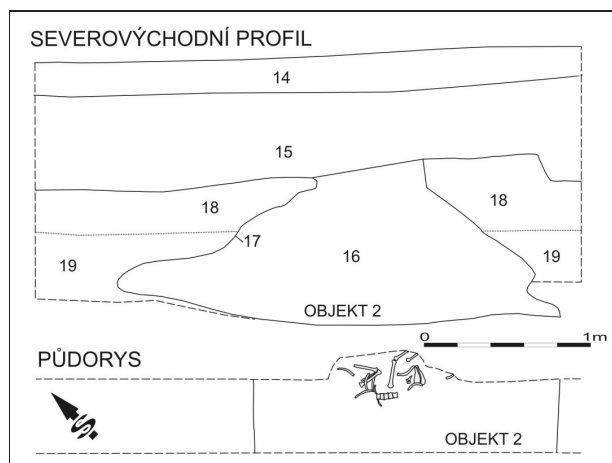 SEVEROVÝCHODNÍ PROFIL
14
15
18
18
17
16
19
19
OBJEKT 2
0 1m
PŮDORYS
S
OBJEKT 2